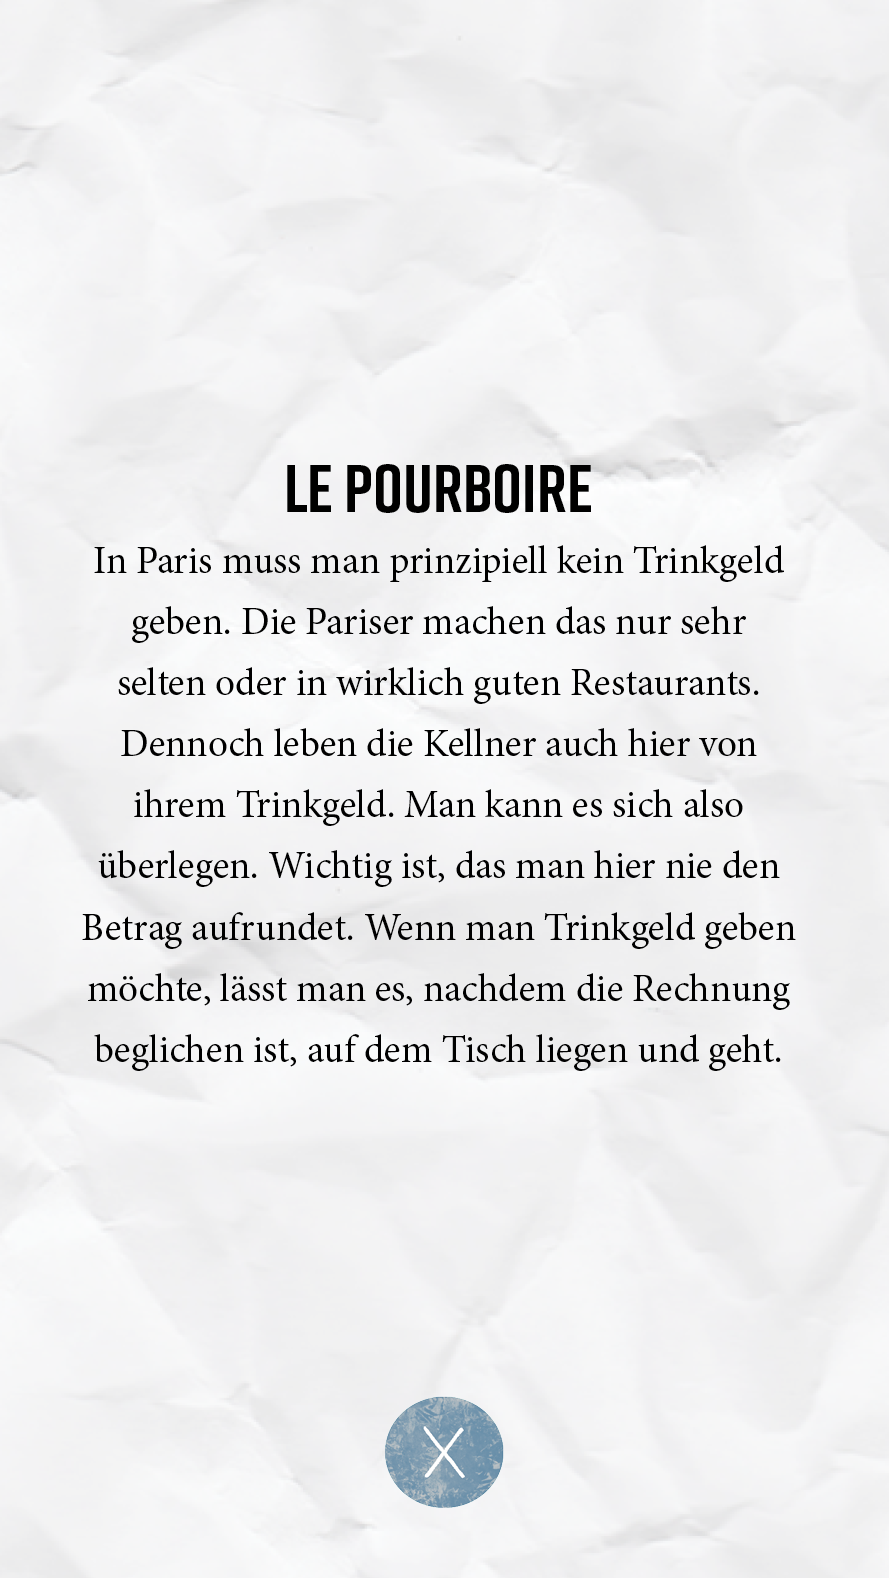 LE POURBOIRE
In Paris muss man prinzipiell kein Trinkgeld
geben. Die Pariser machen das nur sehr
selten oder in wirklich guten Restaurants.
Dennoch leben die Kellner auch hier von
ihrem Trinkgeld. Man kann es sich also
überlegen. Wichtig ist, das man hier nie den
Betrag aufrundet. Wenn man Trinkgeld geben
möchte, lässt man es, nachdem die Rechnung
beglichen ist, auf dem Tisch liegen und geht.
X